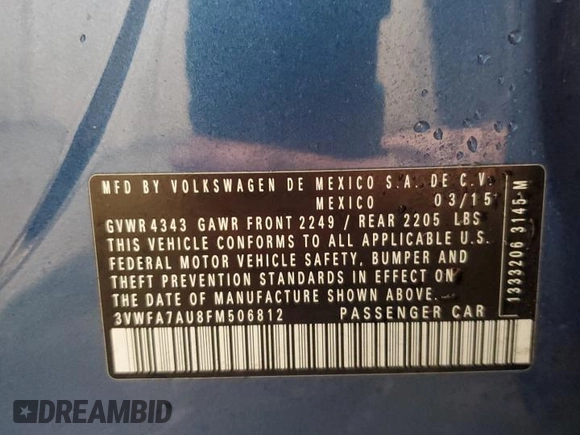 MFD BY VOLKSWAGEN DE MEXICO S.A. DE C.V.
MEXICO 03/15
GVWR 4343 GAWR FRONT 2249 / REAR 2205 LBS
THIS VEHICLE CONFORMS TO ALL APPLICABLE U.S.
FEDERAL MOTOR VEHICLE SAFETY, BUMPER AND
THEFT PREVENTION STANDARDS IN EFFECT ON
THE DATE OF MANUFACTURE SHOWN ABOVE.
3VWFA7AU8FM506812 PASSENGER CAR
1333206 3145 M
DREAMBID